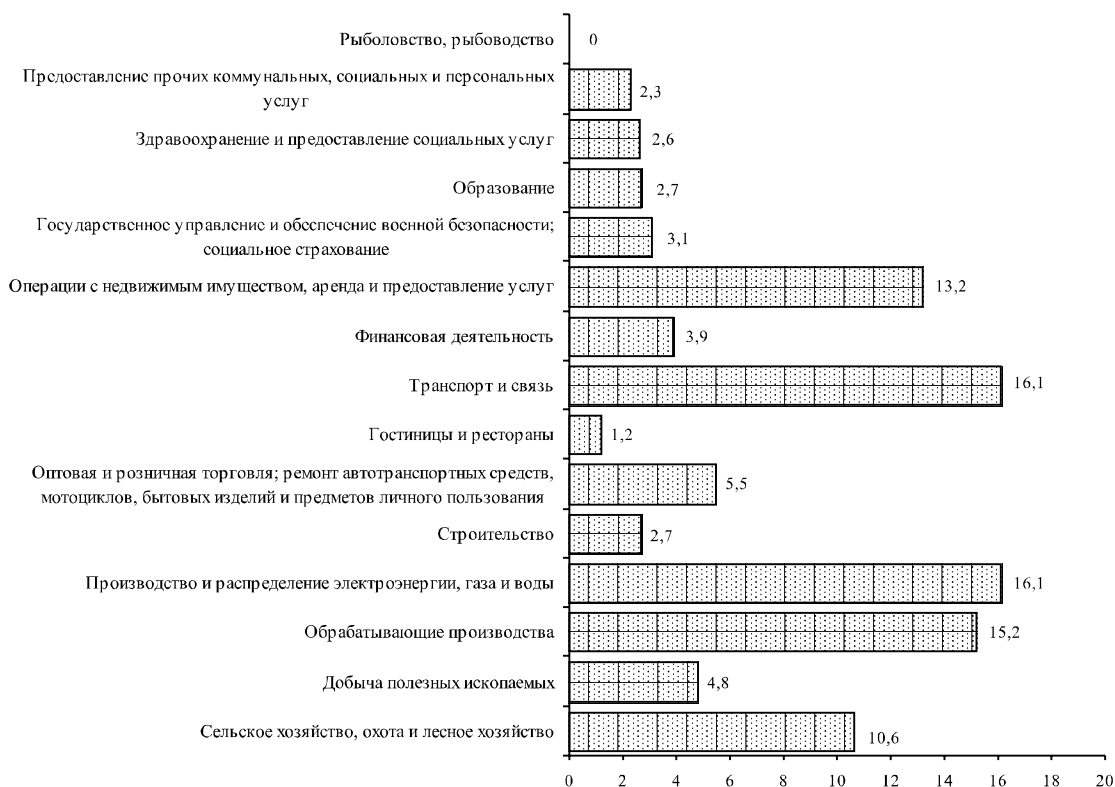 Рыболовство, рыбоводство
0
Предоставление прочих коммунальных, социальных и персональных
услуг
2,3
Здравоохранение и предоставление социальных услуг
2,6
Образование
2,7
Государственное управление и обеспечение военной безопасности;
социальное страхование
3,1
Операции с недвижимым имуществом, аренда и предоставление услуг
13,2
Финансовая деятельность
3,9
Транспорт и связь
16,1
Гостиницы и рестораны
1,2
Оптовая и розничная торговля; ремонт автотранспортных средств,
мотоциклов, бытовых изделий и предметов личного пользования
5,5
Строительство
2,7
Производство и распределение электроэнергии, газа и воды
16,1
Обрабатывающие производства
15,2
Добыча полезных ископаемых
4,8
Сельское хозяйство, охота и лесное хозяйство
10,6
0 2 4 6 8 10 12 14 16 18 20